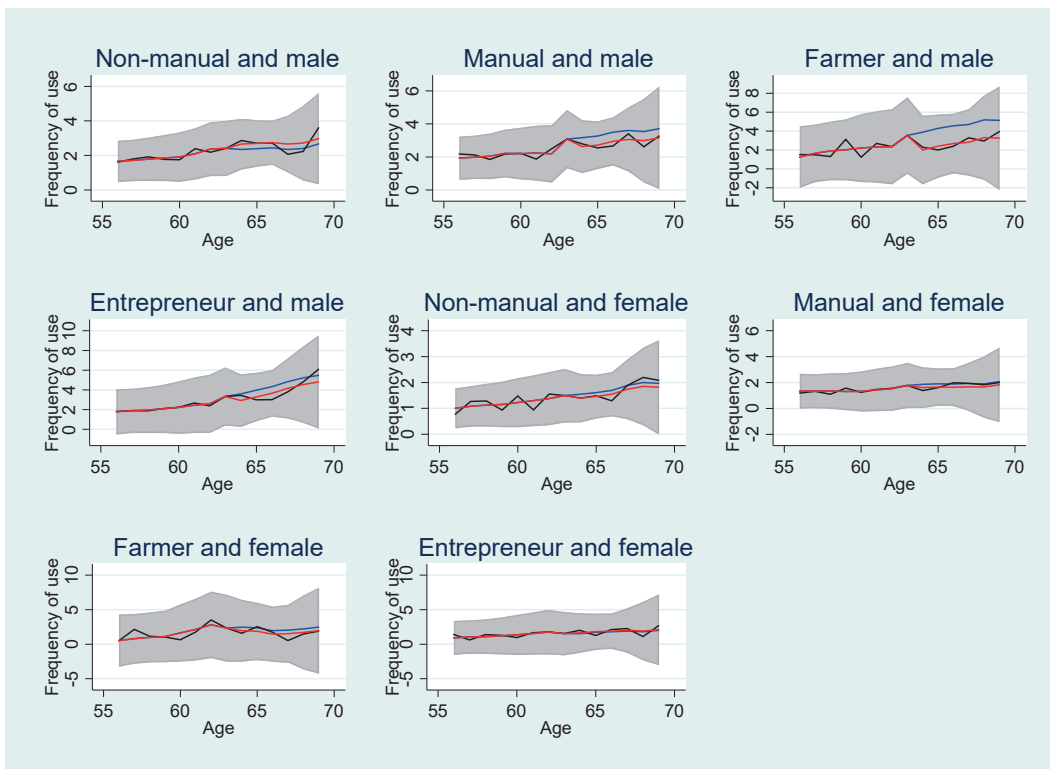 Non-manual and male
Frequency of use
0 2 4 6
55 60 65 70
Age
Manual and male
Frequency of use
0 2 4 6
55 60 65 70
Age
Farmer and male
Frequency of use
-2 0 2 4 6 8
55 60 65 70
Age
Entrepreneur and male
Frequency of use
0 2 4 6 8 10
55 60 65 70
Age
Non-manual and female
Frequency of use
0 1 2 3 4
55 60 65 70
Age
Manual and female
Frequency of use
-2 0 2 4 6
55 60 65 70
Age
Farmer and female
Frequency of use
-5 0 5 10
55 60 65 70
Age
Entrepreneur and female
Frequency of use
-5 0 5 10
55 60 65 70
Age